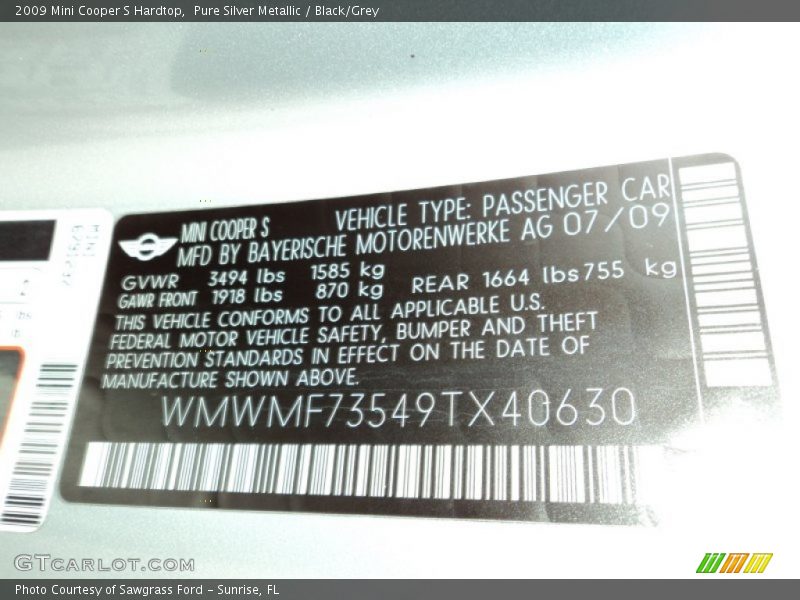 2009 Mini Cooper S Hardtop, Pure Silver Metallic / Black/Grey
MINI COOPER S VEHICLE TYPE: PASSENGER CAR
MFD BY BAYERISCHE MOTORENWERKE AG 07/09
GVWR 3494 lbs 1585 kg
GAWR FRONT 1918 lbs 870 kg REAR 1664 lbs 755 kg
THIS VEHICLE CONFORMS TO ALL APPLICABLE U.S.
FEDERAL MOTOR VEHICLE SAFETY, BUMPER AND THEFT
PREVENTION STANDARDS IN EFFECT ON THE DATE OF
MANUFACTURE SHOWN ABOVE.
WMWMF73549TX40630
GTCARLOT.COM
Photo Courtesy of Sawgrass Ford - Sunrise, FL